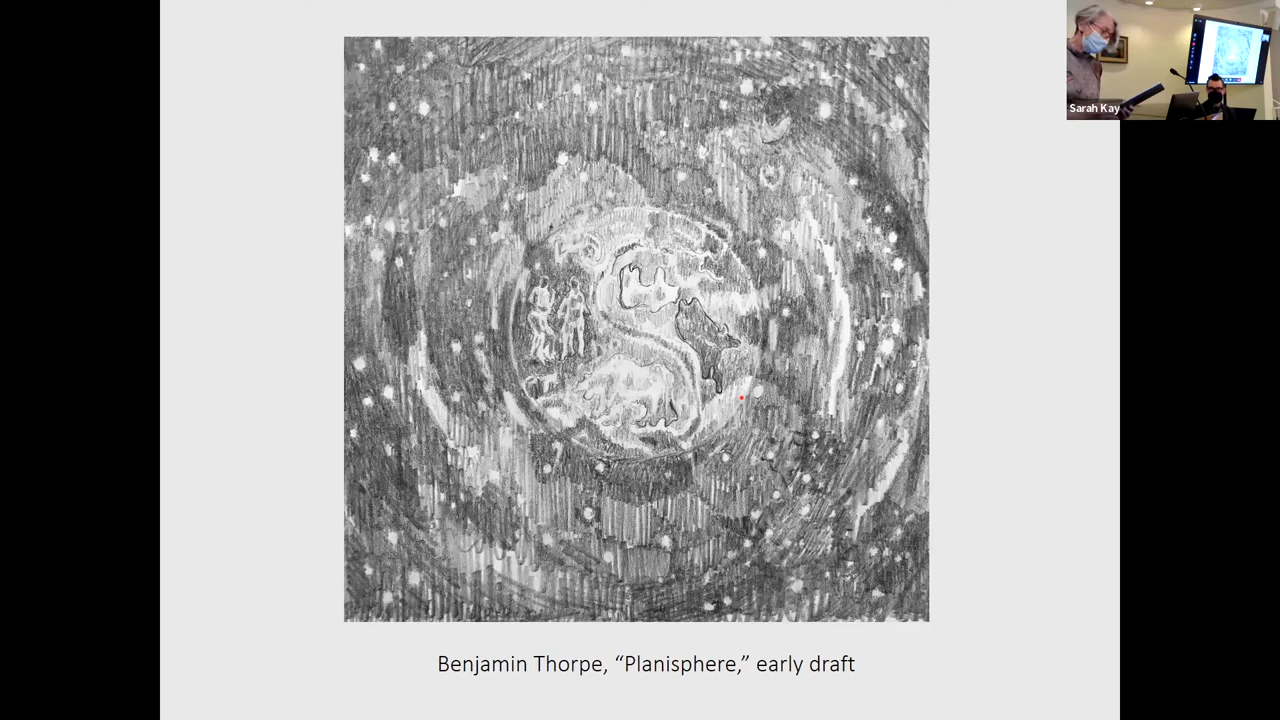 Sarah Kay
Benjamin Thorpe, “Planisphere,” early draft